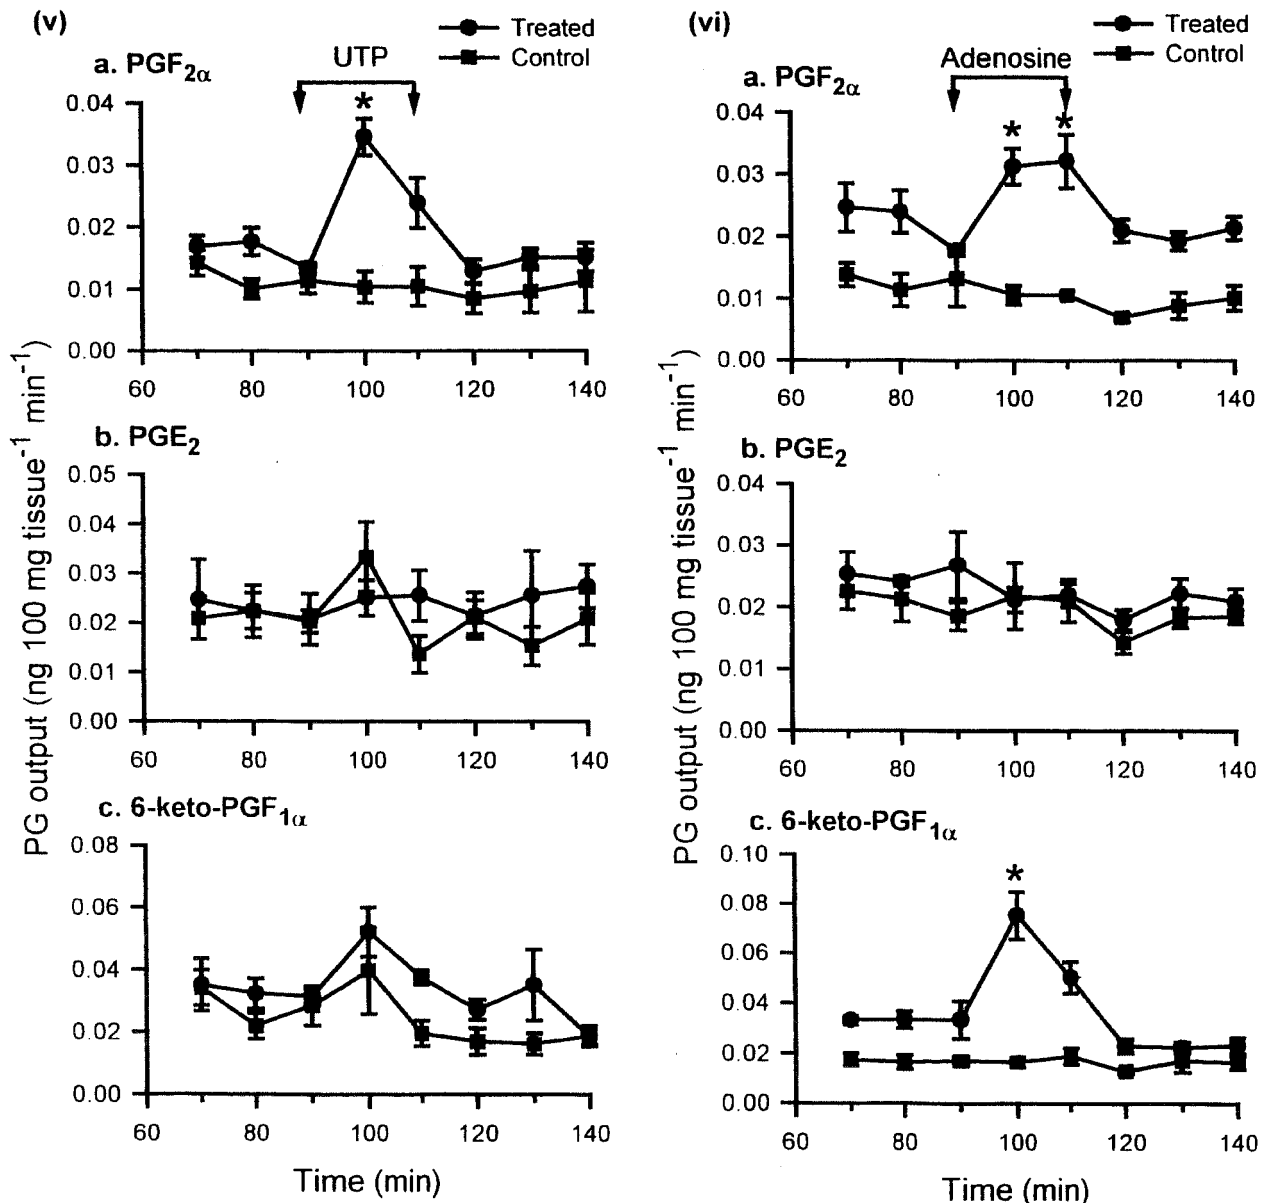 (v)
Treated
Control
a. PGF2α
UTP
*
0.04
0.03
0.02
0.01
0.00
60 80 100 120 140
b. PGE2
0.05
0.04
0.03
0.02
0.01
0.00
60 80 100 120 140
c. 6-keto-PGF1α
0.08
0.06
0.04
0.02
0.00
60 80 100 120 140
Time (min)
PG output (ng 100 mg tissue-1 min-1)
(vi)
Treated
Control
a. PGF2α
Adenosine
* *
0.04
0.03
0.02
0.01
0.00
60 80 100 120 140
b. PGE2
0.04
0.03
0.02
0.01
0.00
60 80 100 120 140
c. 6-keto-PGF1α
*
0.10
0.08
0.06
0.04
0.02
0.00
60 80 100 120 140
Time (min)
PG output (ng 100 mg tissue-1 min-1)